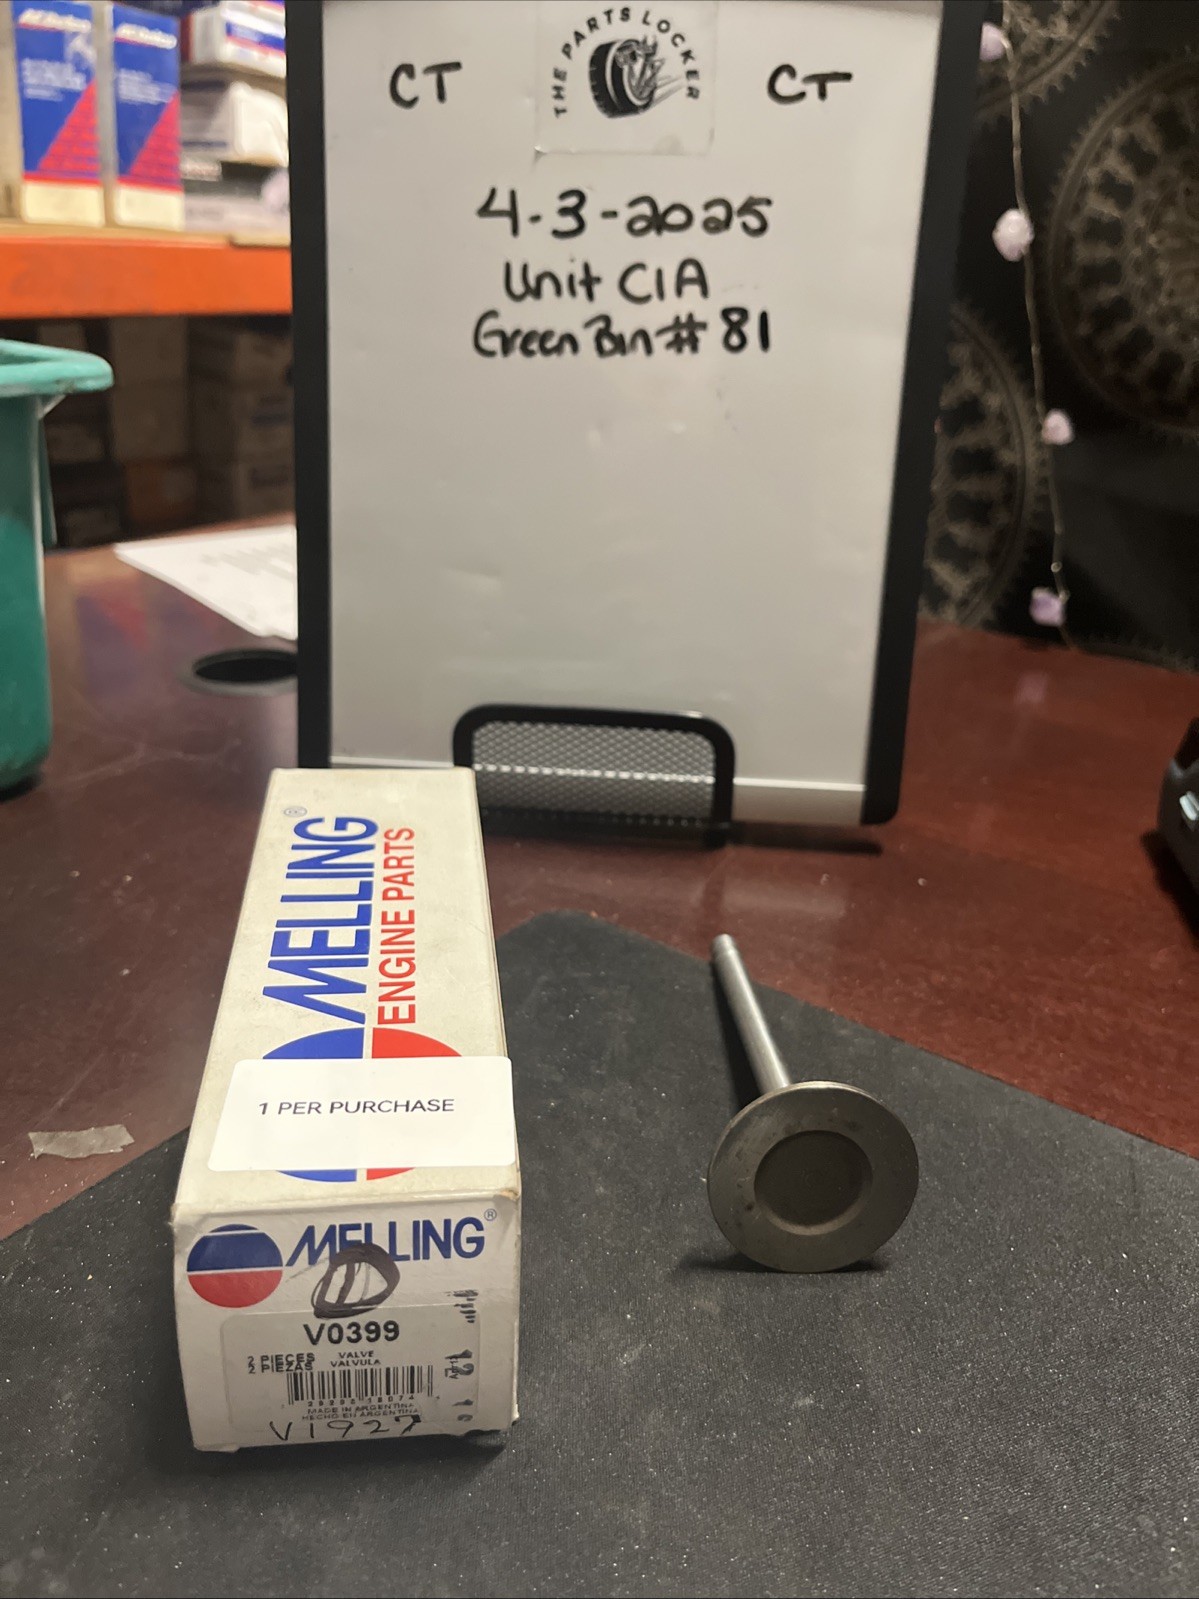 THE PARTS LOCKER
CT
CT
4-3-2025
Unit C1A
Green Bin # 81
MELLING®
ENGINE PARTS
1 PER PURCHASE
MELLING®
V0399
2 PIECES
2 PIEZAS
VALVE
VALVULA
MADE IN ARGENTINA
HECHO EN ARGENTINA
V1927